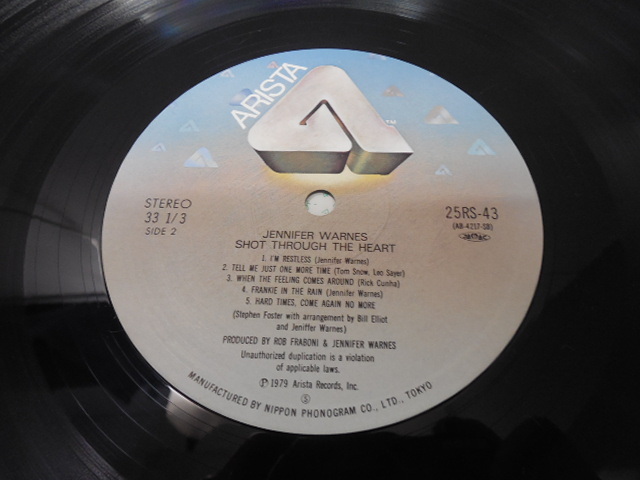 ARISTA
TM
STEREO
33 1/3
SIDE 2
25RS-43
(AB-4217-SB)
JENNIFER WARNES
SHOT THROUGH THE HEART
1. I'M RESTLESS (Jennifer Warnes)
2. TELL ME JUST ONE MORE TIME (Tom Snow, Leo Sayer)
3. WHEN THE FEELING COMES AROUND (Rick Cunha)
4. FRANKIE IN THE RAIN (Jennifer Warnes)
5. HARD TIMES, COME AGAIN NO MORE
(Stephen Foster with arrangement by Bill Elliot
and Jeniffer Warnes)
PRODUCED BY ROB FRABONI & JENNIFER WARNES
Unauthorized duplication is a violation
of applicable laws.
Ⓟ 1979 Arista Records, Inc.
Ⓢ
MANUFACTURED BY NIPPON PHONOGRAM CO., LTD., TOKYO